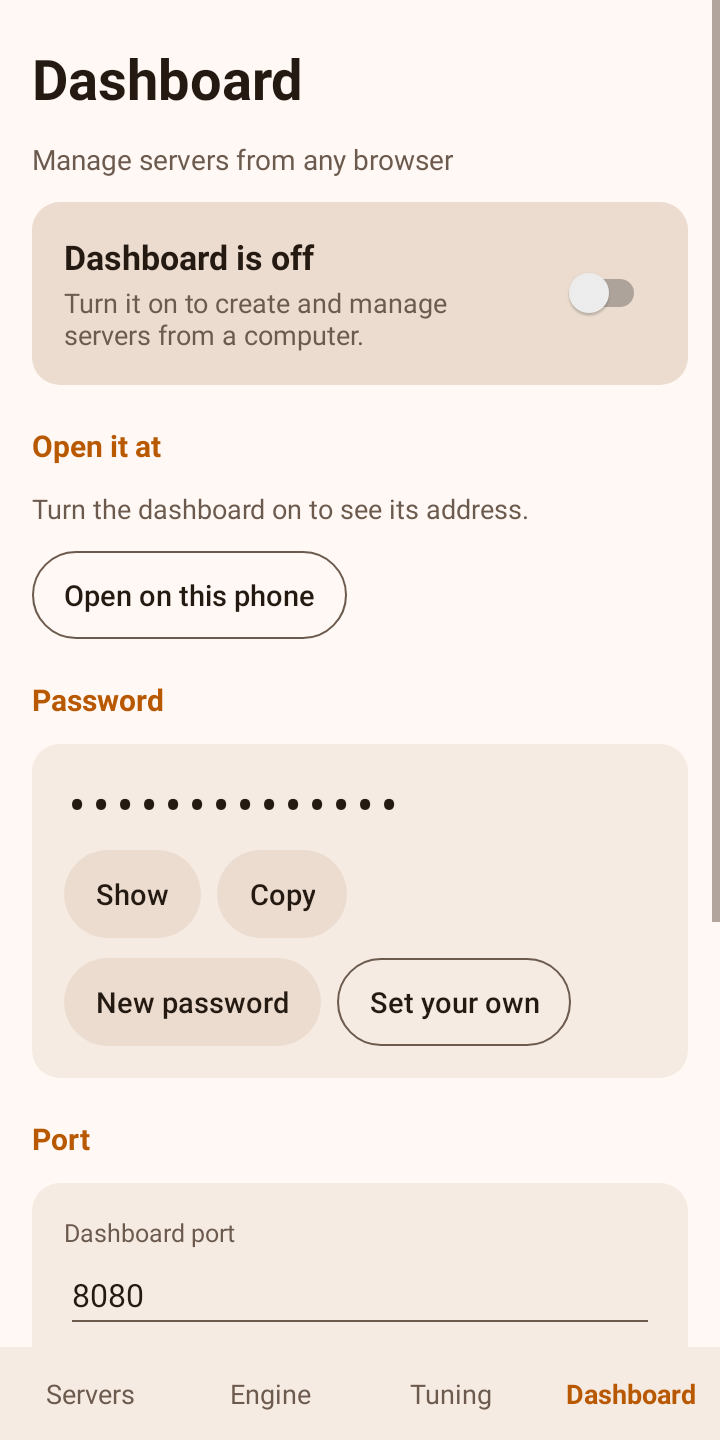 Dashboard
Manage servers from any browser
Dashboard is off
Turn it on to create and manage
servers from a computer.
Open it at
Turn the dashboard on to see its address.
Open on this phone
Password
••••••••••••••
Show Copy
New password Set your own
Port
Dashboard port
8080
Servers Engine Tuning Dashboard